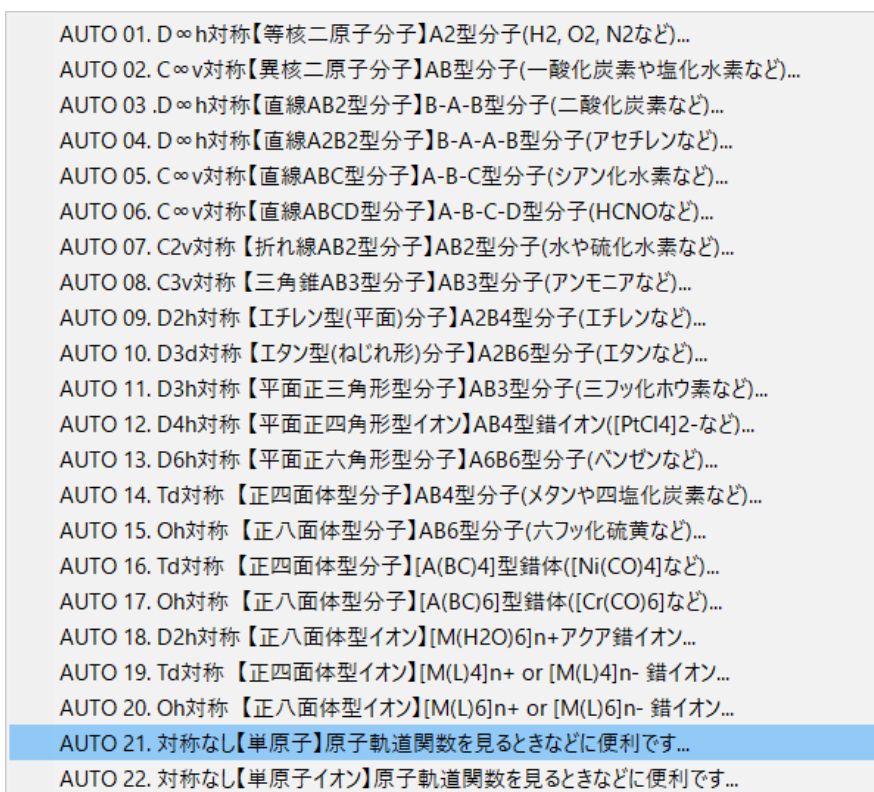 AUTO 01. D∞h対称【等核二原子分子】A2型分子(H2, O2, N2など)...
AUTO 02. C∞v対称【異核二原子分子】AB型分子(一酸化炭素や塩化水素など)...
AUTO 03 .D∞h対称【直線AB2型分子】B-A-B型分子(二酸化炭素など)...
AUTO 04. D∞h対称【直線A2B2型分子】B-A-A-B型分子(アセチレンなど)...
AUTO 05. C∞v対称【直線ABC型分子】A-B-C型分子(シアン化水素など)...
AUTO 06. C∞v対称【直線ABCD型分子】A-B-C-D型分子(HCNOなど)...
AUTO 07. C2v対称 【折れ線AB2型分子】AB2型分子(水や硫化水素など)...
AUTO 08. C3v対称 【三角錐AB3型分子】AB3型分子(アンモニアなど)...
AUTO 09. D2h対称 【エチレン型(平面)分子】A2B4型分子(エチレンなど)...
AUTO 10. D3d対称 【エタン型(ねじれ形)分子】A2B6型分子(エタンなど)...
AUTO 11. D3h対称 【平面正三角形型分子】AB3型分子(三フッ化ホウ素など)...
AUTO 12. D4h対称 【平面正四角形型イオン】AB4型錯イオン([PtCl4]2-など)...
AUTO 13. D6h対称 【平面正六角形型分子】A6B6型分子(ベンゼンなど)...
AUTO 14. Td対称 【正四面体型分子】AB4型分子(メタンや四塩化炭素など)...
AUTO 15. Oh対称 【正八面体型分子】AB6型分子(六フッ化硫黄など)...
AUTO 16. Td対称 【正四面体型分子】[A(BC)4]型錯体([Ni(CO)4]など)...
AUTO 17. Oh対称 【正八面体型分子】[A(BC)6]型錯体([Cr(CO)6]など)...
AUTO 18. D2h対称 【正八面体型イオン】[M(H2O)6]n+アクア錯イオン...
AUTO 19. Td対称 【正四面体型イオン】[M(L)4]n+ or [M(L)4]n- 錯イオン...
AUTO 20. Oh対称 【正八面体型イオン】[M(L)6]n+ or [M(L)6]n- 錯イオン...
AUTO 21. 対称なし【単原子】原子軌道関数を見るときなどに便利です...
AUTO 22. 対称なし【単原子イオン】原子軌道関数を見るときなどに便利です...